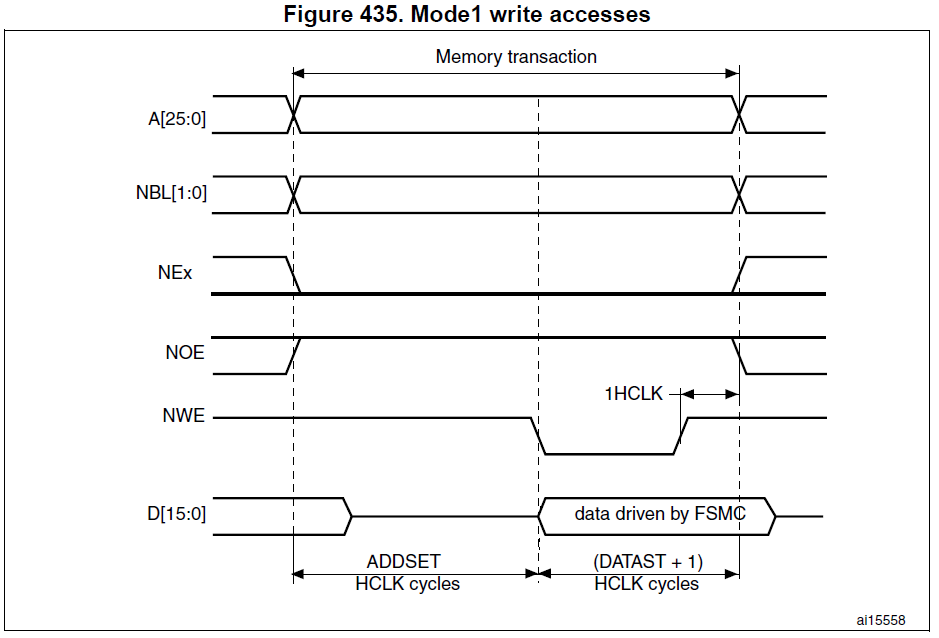 Figure 435. Mode1 write accesses
Memory transaction
A[25:0]
NBL[1:0]
NEx
NOE
1HCLK
NWE
D[15:0]
data driven by FSMC
ADDSET
HCLK cycles
(DATAST + 1)
HCLK cycles
ai15558